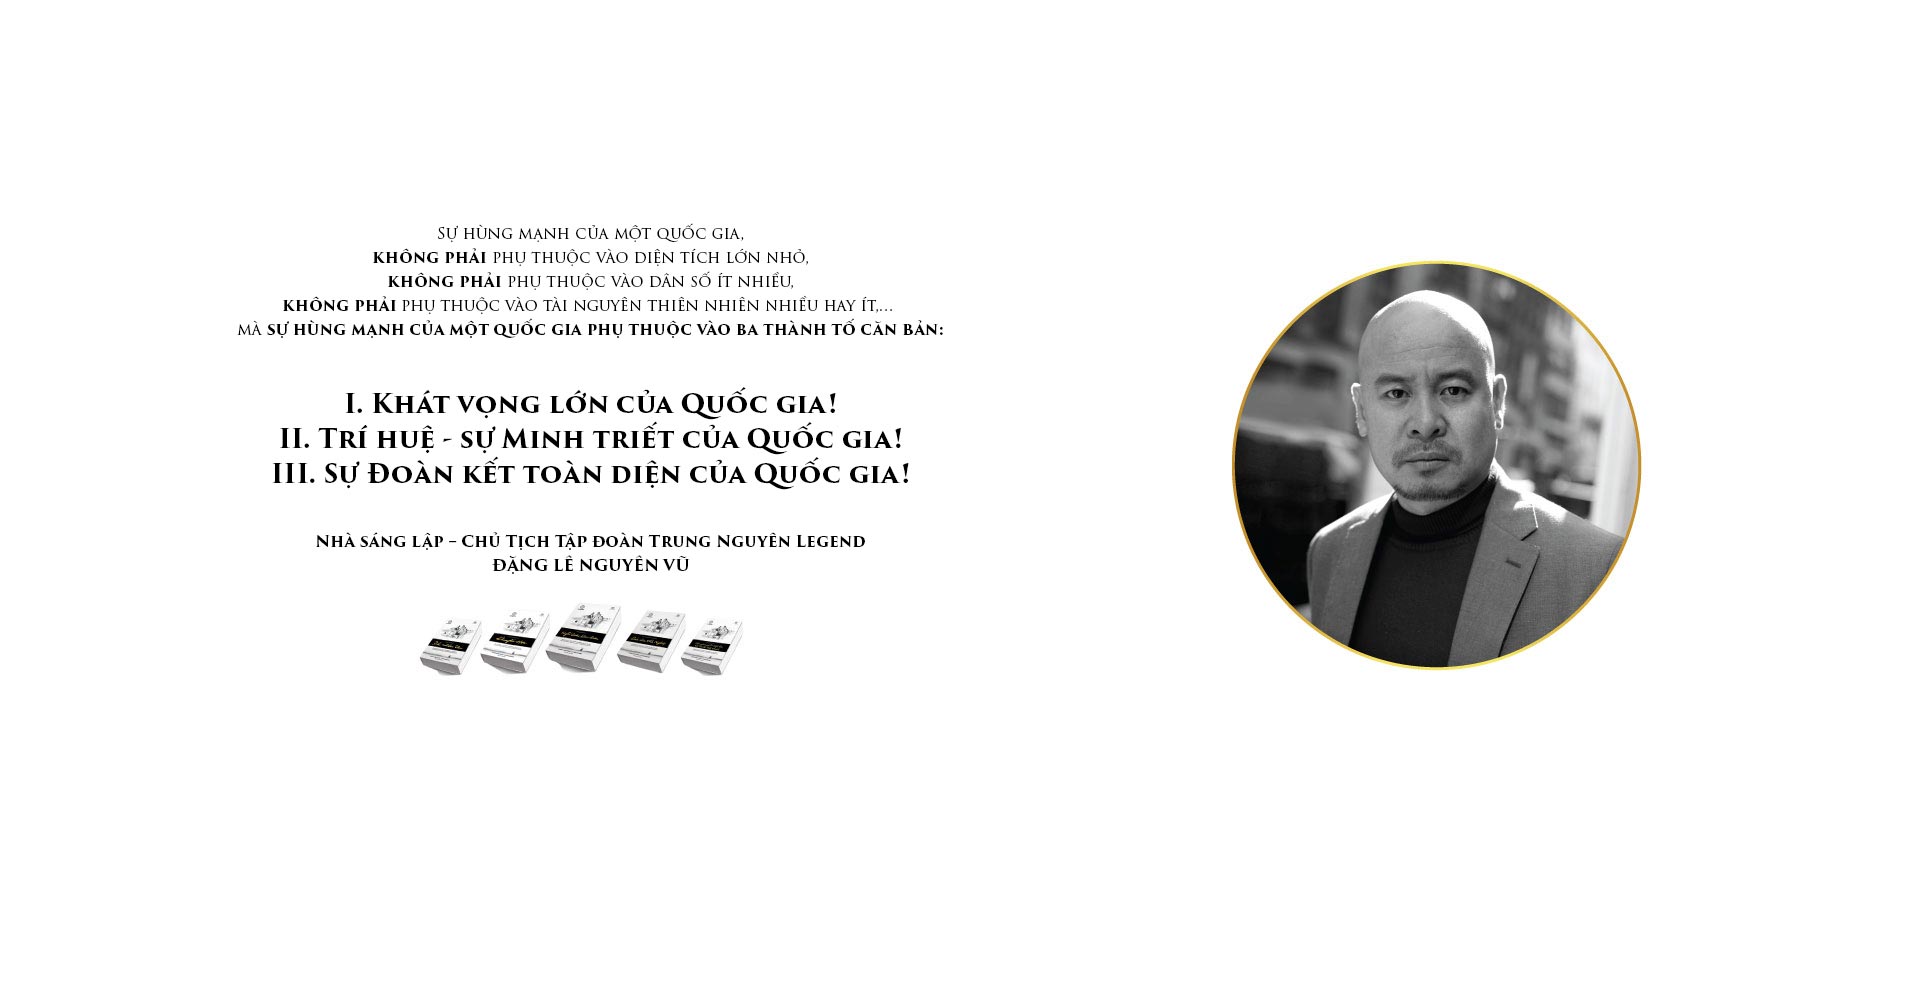 Sự hùng mạnh của một quốc gia,
không phải phụ thuộc vào diện tích lớn nhỏ,
không phải phụ thuộc vào dân số ít nhiều,
không phải phụ thuộc vào tài nguyên thiên nhiên nhiều hay ít,...
mà sự hùng mạnh của một quốc gia phụ thuộc vào ba thành tố căn bản:
I. Khát vọng lớn của Quốc gia!
II. Trí huệ - sự Minh triết của Quốc gia!
III. Sự Đoàn kết toàn diện của Quốc gia!
Nhà sáng lập – Chủ Tịch Tập đoàn Trung Nguyên Legend
ĐẶNG LÊ NGUYÊN VŨ